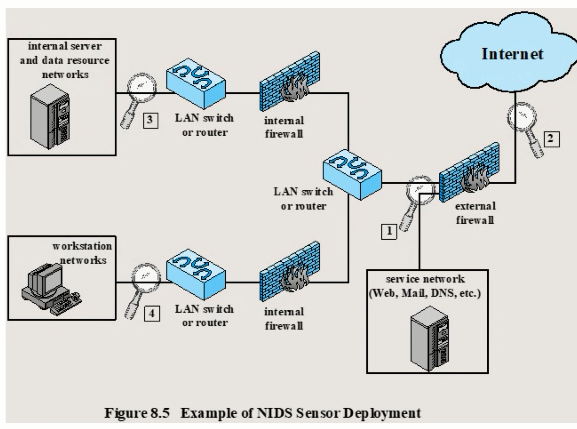 internal server
and data resource
networks
3
LAN switch
or router
internal
firewall
Internet
2
LAN switch
or router
1
external
firewall
workstation
networks
4
LAN switch
or router
internal
firewall
service network
(Web, Mail, DNS, etc.)
Figure 8.5 Example of NIDS Sensor Deployment